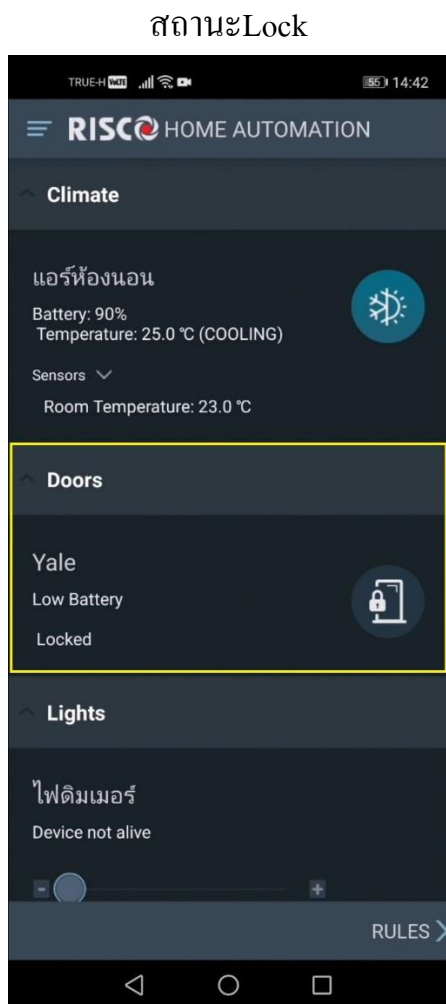 สถานะLock
TRUE-H VoLTE 55 14:42
RISCO HOME AUTOMATION
Climate
แอร์ห้องนอน
Battery: 90%
Temperature: 25.0 °C (COOLING)
Sensors
Room Temperature: 23.0 °C
Doors
Yale
Low Battery
Locked
Lights
ไฟดิมเมอร์
Device not alive
- +
RULES